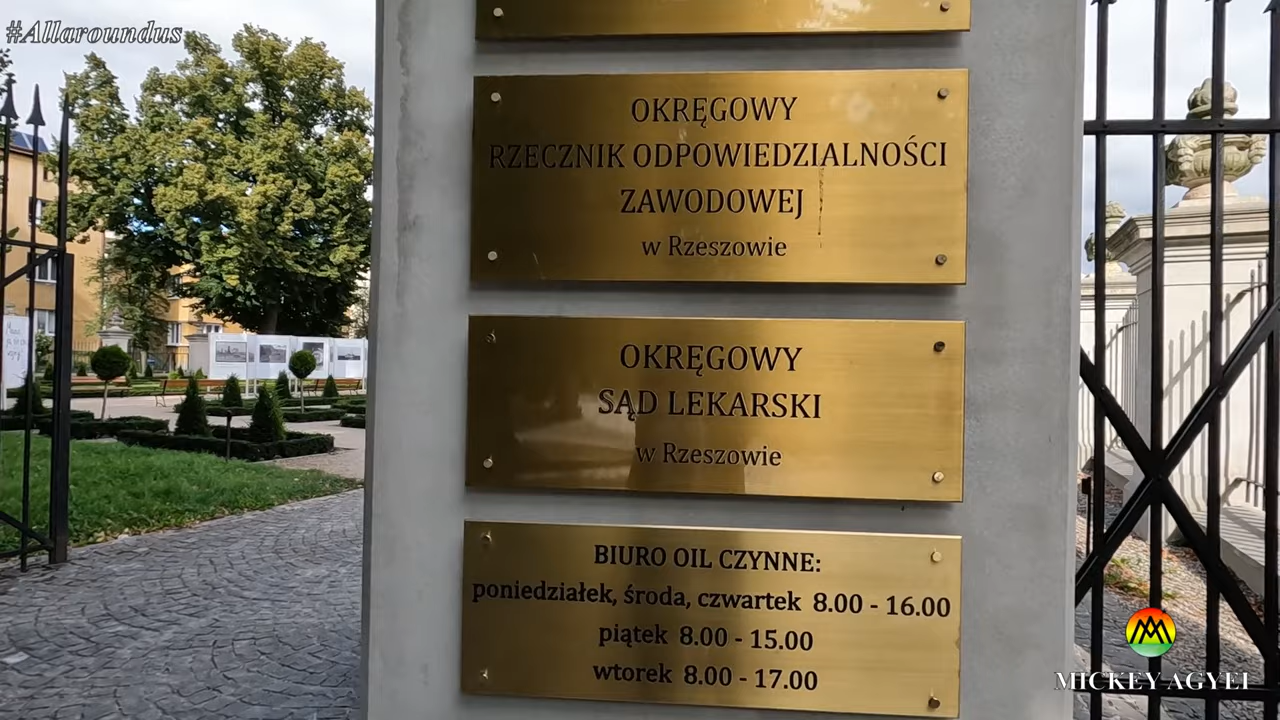 #Allaroundus
OKRĘGOWY
RZECZNIK ODPOWIEDZIALNOŚCI
ZAWODOWEJ
w Rzeszowie
OKRĘGOWY
SĄD LEKARSKI
w Rzeszowie
BIURO OIL CZYNNE:
poniedziałek, środa, czwartek 8.00 - 16.00
piątek 8.00 - 15.00
wtorek 8.00 - 17.00
MICKEY AGYEI